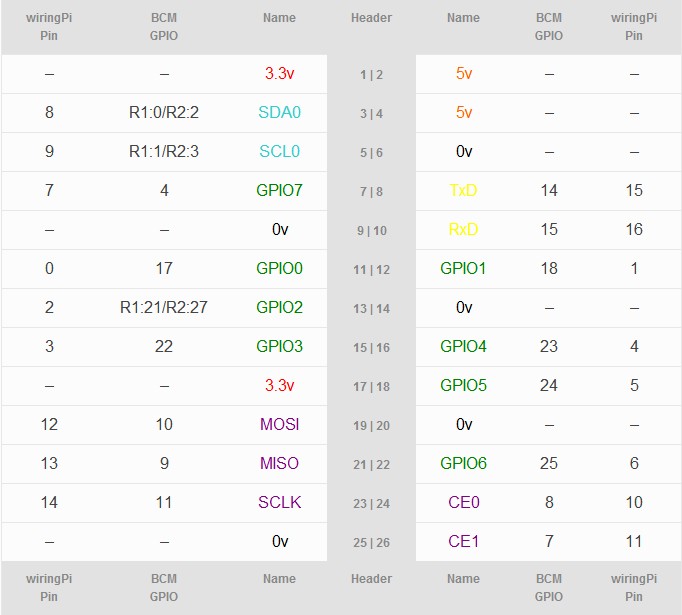 wiringPi Pin BCM GPIO Name Header Name BCM GPIO wiringPi Pin
– – 3.3v 1 | 2 5v – –
8 R1:0/R2:2 SDA0 3 | 4 5v – –
9 R1:1/R2:3 SCL0 5 | 6 0v – –
7 4 GPIO7 7 | 8 TxD 14 15
– – 0v 9 | 10 RxD 15 16
0 17 GPIO0 11 | 12 GPIO1 18 1
2 R1:21/R2:27 GPIO2 13 | 14 0v – –
3 22 GPIO3 15 | 16 GPIO4 23 4
– – 3.3v 17 | 18 GPIO5 24 5
12 10 MOSI 19 | 20 0v – –
13 9 MISO 21 | 22 GPIO6 25 6
14 11 SCLK 23 | 24 CE0 8 10
– – 0v 25 | 26 CE1 7 11
wiringPi Pin BCM GPIO Name Header Name BCM GPIO wiringPi Pin